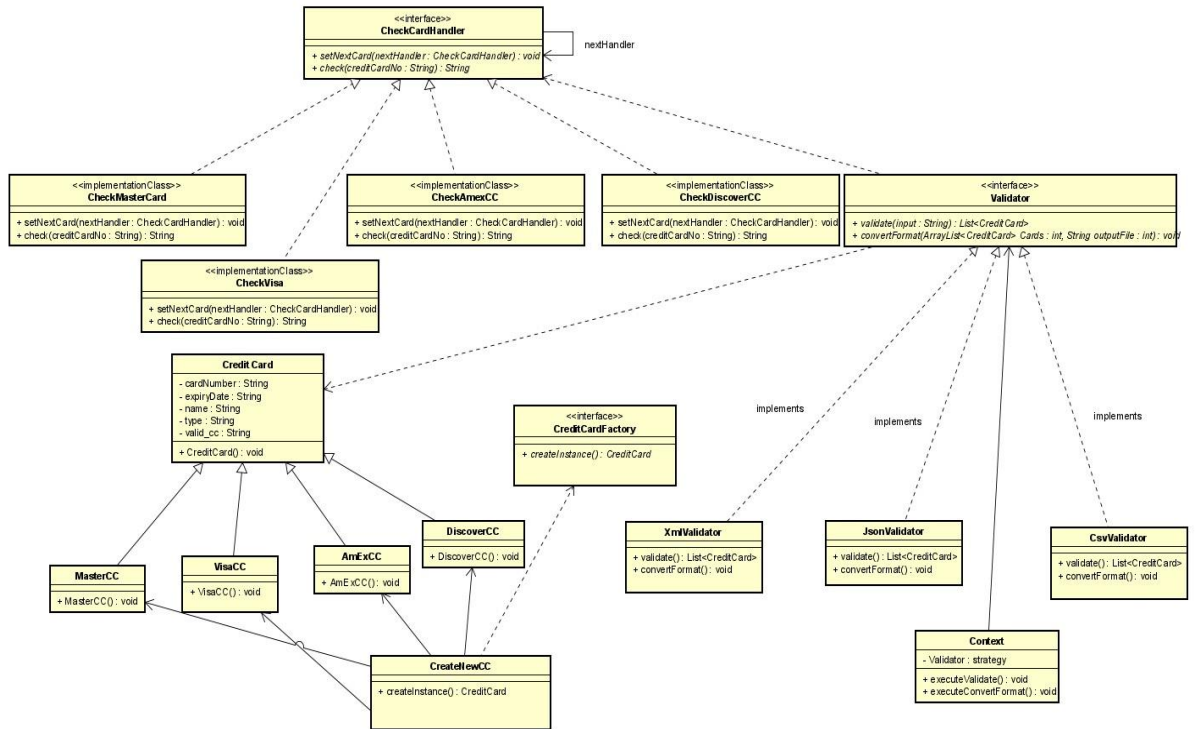 <<interface>>
CheckCardHandler
+ setNextCard(nextHandler : CheckCardHandler) : void
+ check(creditCardNo : String) : String
nextHandler
<<implementationClass>>
CheckMasterCard
+ setNextCard(nextHandler : CheckCardHandler) : void
+ check(creditCardNo : String) : String
<<implementationClass>>
CheckAmexCC
+ setNextCard(nextHandler : CheckCardHandler) : void
+ check(creditCardNo : String) : String
<<implementationClass>>
CheckDiscoverCC
+ setNextCard(nextHandler : CheckCardHandler) : void
+ check(creditCardNo : String) : String
<<interface>>
Validator
+ validate(input : String) : List<CreditCard>
+ convertFormat(ArrayList<CreditCard> Cards : int, String outputFile : int) : void
<<implementationClass>>
CheckVisa
+ setNextCard(nextHandler : CheckCardHandler) : void
+ check(creditCardNo : String) : String
CreditCard
- cardNumber : String
- expiryDate : String
- name : String
- type : String
- valid_cc : String
+ CreditCard() : void
<<interface>>
CreditCardFactory
+ createInstance() : CreditCard
implements
implements
implements
MasterCC
+ MasterCC() : void
VisaCC
+ VisaCC() : void
AmExCC
+ AmExCC() : void
DiscoverCC
+ DiscoverCC() : void
XmlValidator
+ validate() : List<CreditCard>
+ convertFormat() : void
JsonValidator
+ validate() : List<CreditCard>
+ convertFormat() : void
CsvValidator
+ validate() : List<CreditCard>
+ convertFormat() : void
CreateNewCC
+ createInstance() : CreditCard
Context
- Validator : strategy
+ executeValidate() : void
+ executeConvertFormat() : void